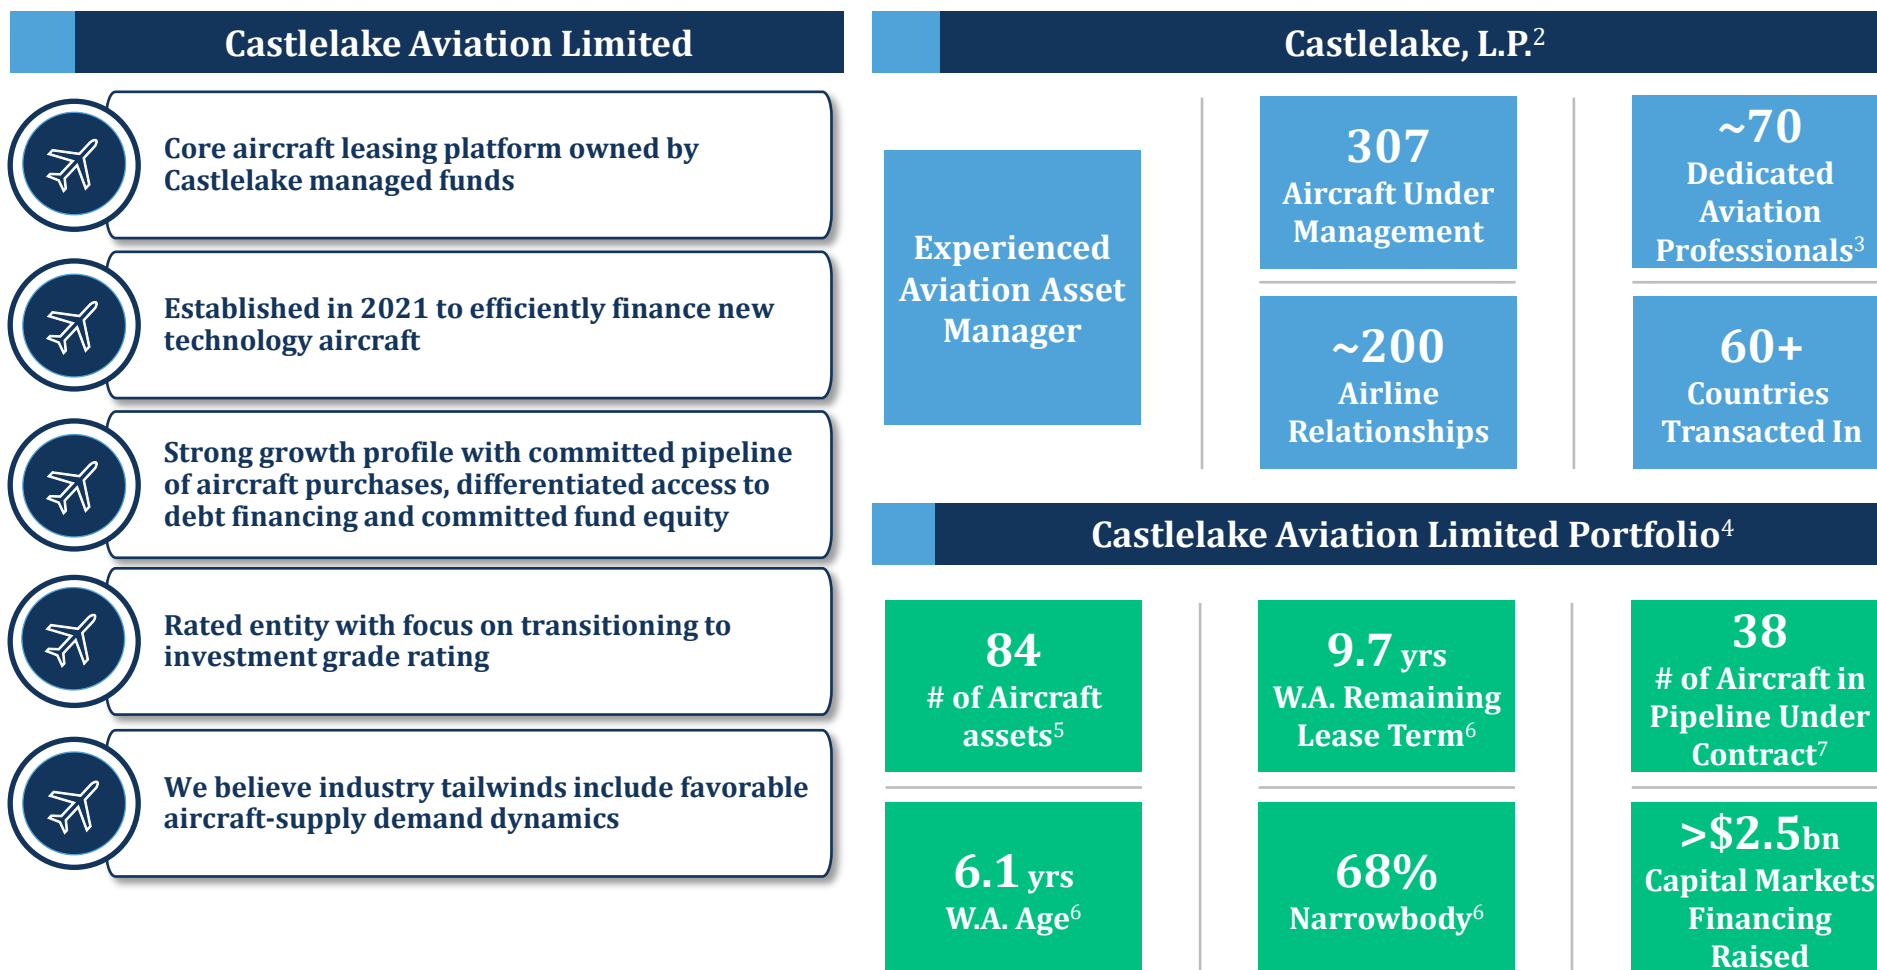 Castlelake Aviation Limited
Core aircraft leasing platform owned by
Castlelake managed funds
Established in 2021 to efficiently finance new
technology aircraft
Strong growth profile with committed pipeline
of aircraft purchases, differentiated access to
debt financing and committed fund equity
Rated entity with focus on transitioning to
investment grade rating
We believe industry tailwinds include favorable
aircraft-supply demand dynamics
Castlelake, L.P.2
Experienced
Aviation Asset
Manager
307
Aircraft Under
Management
~70
Dedicated
Aviation
Professionals3
~200
Airline
Relationships
60+
Countries
Transacted In
Castlelake Aviation Limited Portfolio4
84
# of Aircraft
assets5
9.7 yrs
W.A. Remaining
Lease Term6
38
# of Aircraft in
Pipeline Under
Contract7
6.1 yrs
W.A. Age6
68%
Narrowbody6
>$2.5bn
Capital Markets
Financing
Raised